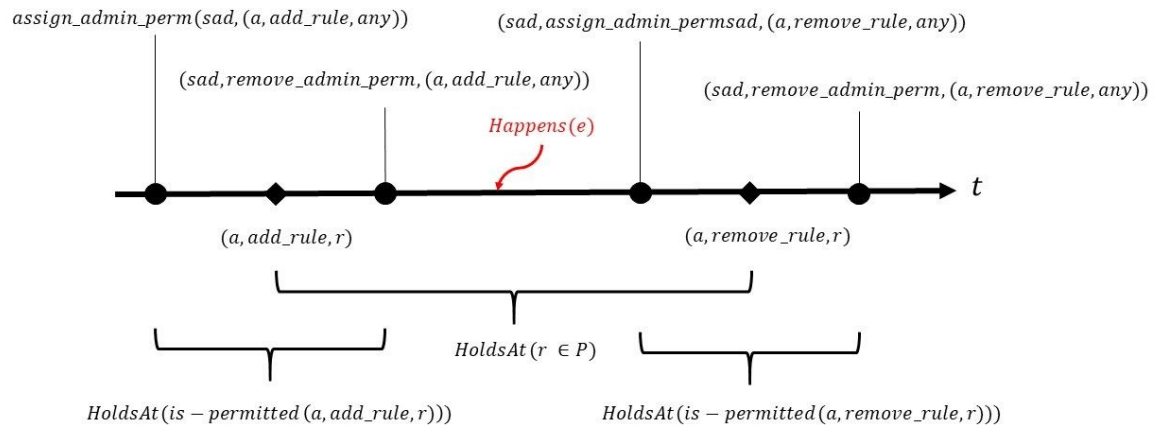 assign_admin_perm(sad,(a,add_rule,any))
(sad,assign_admin_permsad,(a,remove_rule,any))
(sad,remove_admin_perm,(a,add_rule,any))
(sad,remove_admin_perm,(a,remove_rule,any))
Happens(e)
t
(a,add_rule,r)
(a,remove_rule,r)
HoldsAt(r ∈ P)
HoldsAt(is − permitted(a,add_rule,r)))
HoldsAt(is − permitted(a,remove_rule,r)))